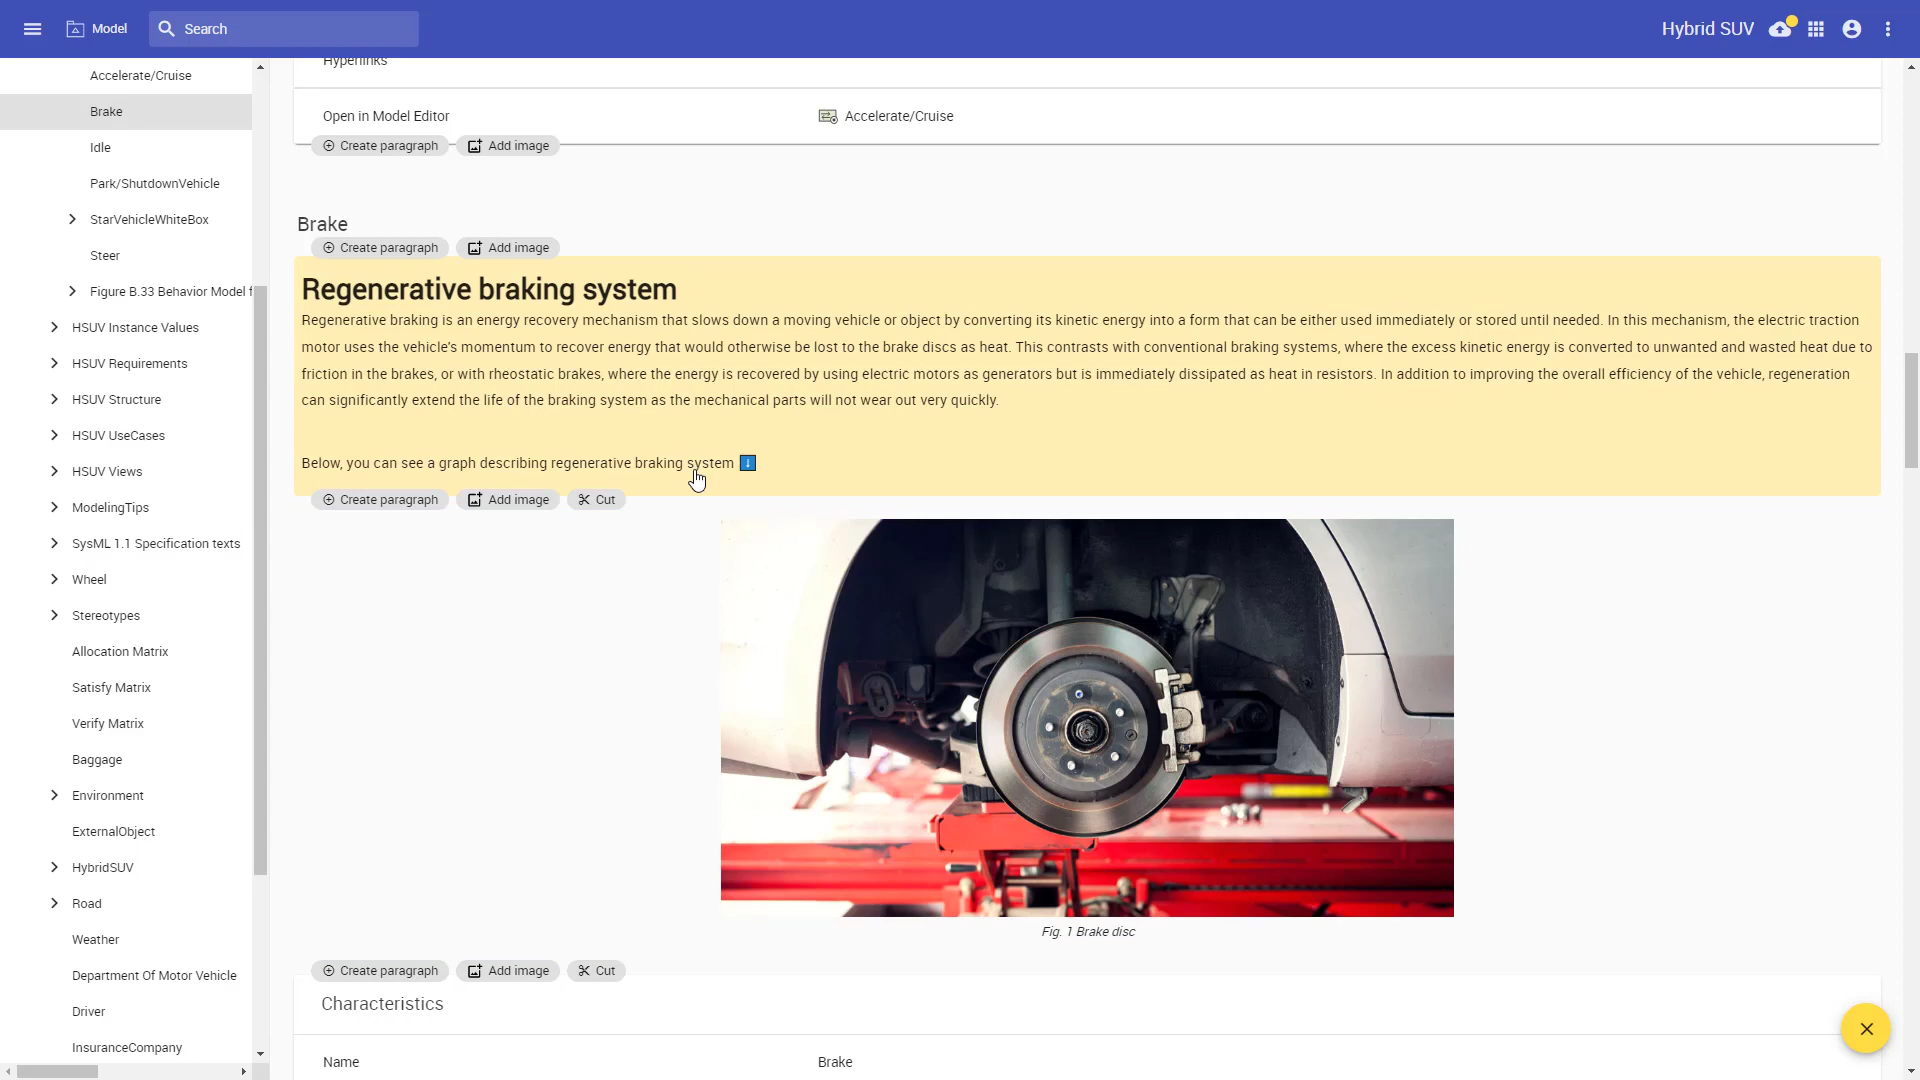 Model
Search
Hybrid SUV
Accelerate/Cruise
Brake
Idle
Park/ShutdownVehicle
StarVehicleWhiteBox
Steer
Figure B.33 Behavior Model f
HSUV Instance Values
HSUV Requirements
HSUV Structure
HSUV UseCases
HSUV Views
ModelingTips
SysML 1.1 Specification texts
Wheel
Stereotypes
Allocation Matrix
Satisfy Matrix
Verify Matrix
Baggage
Environment
ExternalObject
HybridSUV
Road
Weather
Department Of Motor Vehicle
Driver
InsuranceCompany
Hyperlinks
Open in Model Editor Accelerate/Cruise
Create paragraph Add image
Brake
Create paragraph Add image
Regenerative braking system
Regenerative braking is an energy recovery mechanism that slows down a moving vehicle or object by converting its kinetic energy into a form that can be either used immediately or stored until needed. In this mechanism, the electric traction
motor uses the vehicle's momentum to recover energy that would otherwise be lost to the brake discs as heat. This contrasts with conventional braking systems, where the excess kinetic energy is converted to unwanted and wasted heat due to
friction in the brakes, or with rheostatic brakes, where the energy is recovered by using electric motors as generators but is immediately dissipated as heat in resistors. In addition to improving the overall efficiency of the vehicle, regeneration
can significantly extend the life of the braking system as the mechanical parts will not wear out very quickly.
Below, you can see a graph describing regenerative braking system ⬇
Create paragraph Add image Cut
Fig. 1 Brake disc
Create paragraph Add image Cut
Characteristics
Name Brake